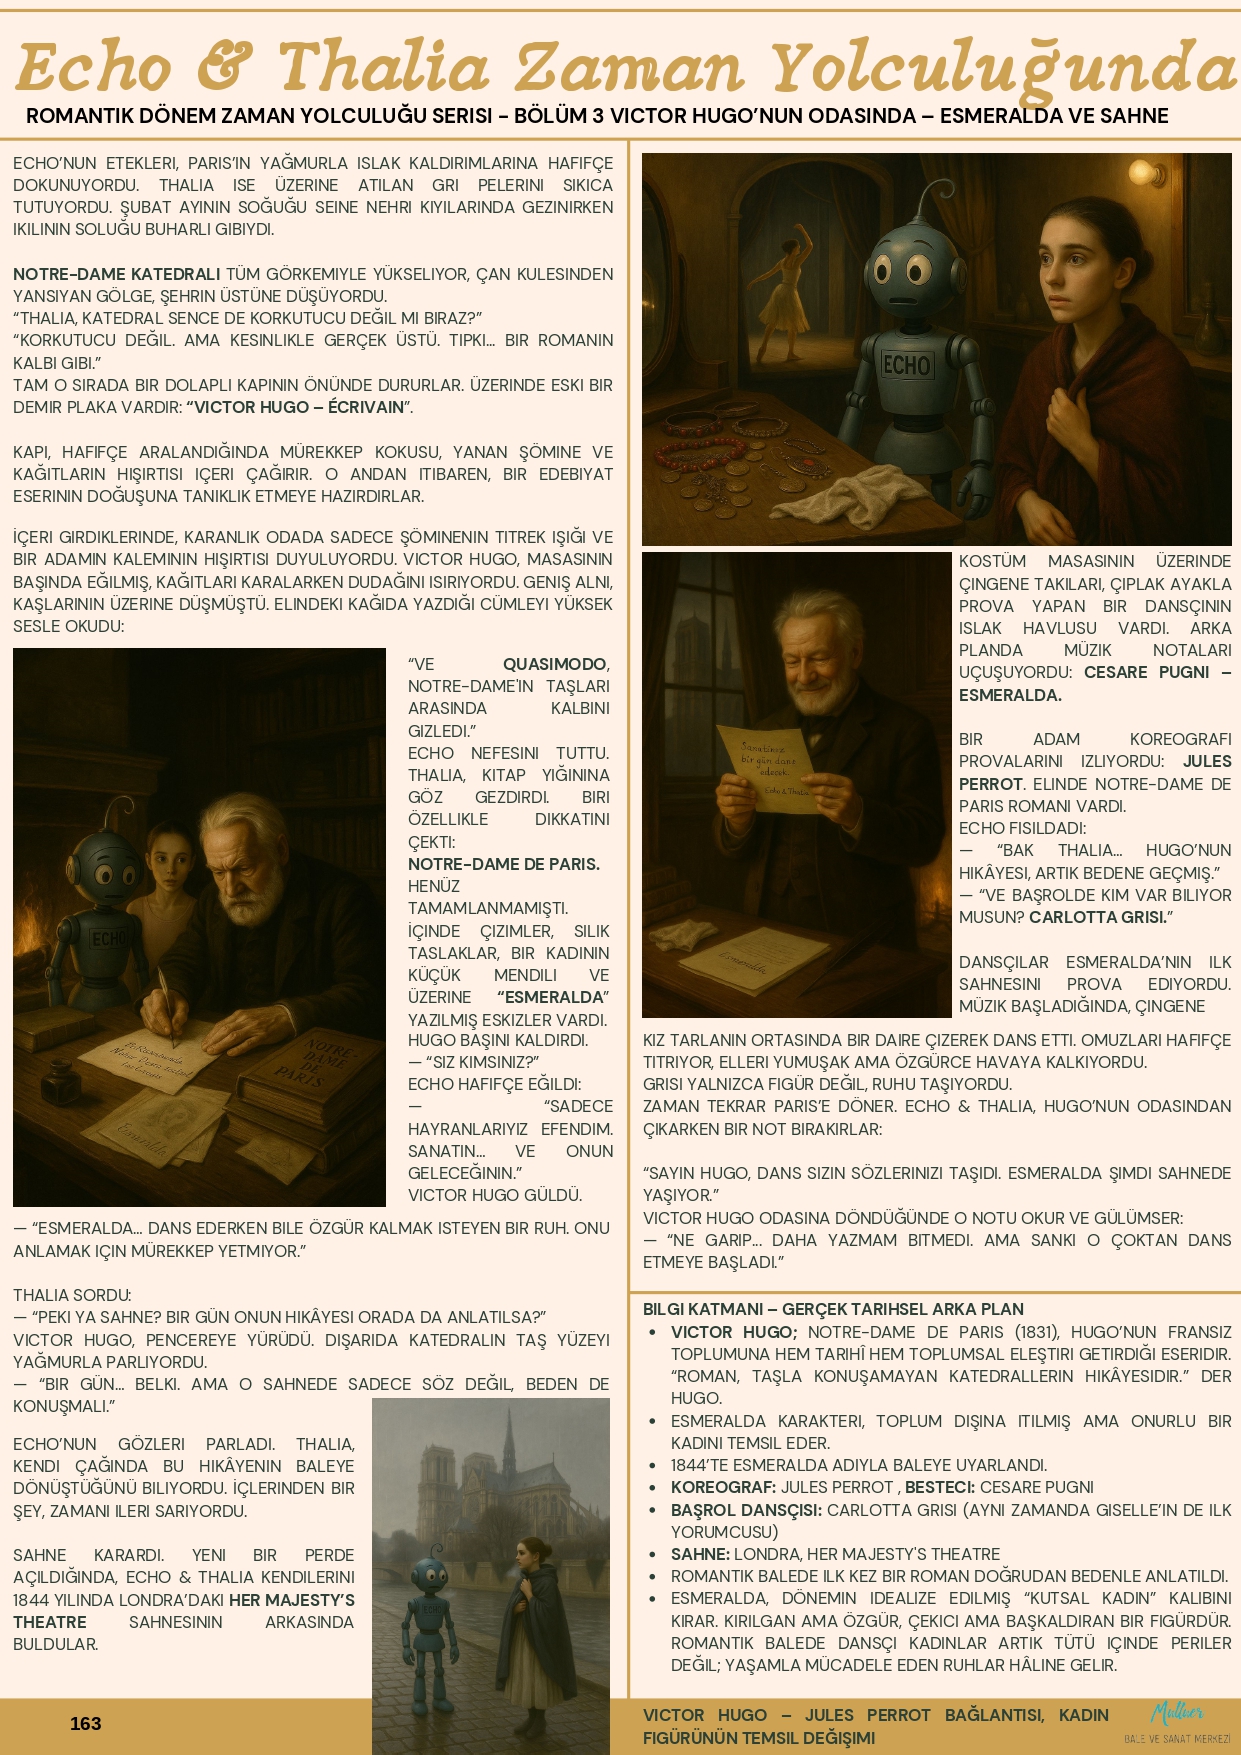 Echo & Thalia Zaman Yolculuğunda
ROMANTIK DÖNEM ZAMAN YOLCULUĞU SERISI - BÖLÜM 3 VICTOR HUGO'NUN ODASINDA – ESMERALDA VE SAHNE
ECHO'NUN ETEKLERI, PARIS'IN YAĞMURLA ISLAK KALDIRIMLARINA HAFIFÇE
DOKUNUYORDU. THALIA ISE ÜZERINE ATILAN GRI PELERINI SIKICA
TUTUYORDU. ŞUBAT AYININ SOĞUĞU SEINE NEHRI KIYILARINDA GEZINIRKEN
IKILININ SOLUĞU BUHARLI GIBIYDI.
NOTRE-DAME KATEDRALI TÜM GÖRKEMIYLE YÜKSELIYOR, ÇAN KULESINDEN
YANSIYAN GÖLGE, ŞEHRIN ÜSTÜNE DÜŞÜYORDU.
“THALIA, KATEDRAL SENCE DE KORKUTUCU DEĞIL MI BIRAZ?”
“KORKUTUCU DEĞIL. AMA KESINLIKLE GERÇEK ÜSTÜ. TIPKI… BIR ROMANIN
KALBI GIBI.”
TAM O SIRADA BIR DOLAPLI KAPININ ÖNÜNDE DURURLAR. ÜZERINDE ESKI BIR
DEMIR PLAKA VARDIR: “VICTOR HUGO – ÉCRIVAIN”.
KAPI, HAFIFÇE ARALANDIĞINDA MÜREKKEP KOKUSU, YANAN ŞÖMINE VE
KAĞITLARIN HIŞIRTISI IÇERI ÇAĞIRIR. O ANDAN ITIBAREN, BIR EDEBIYAT
ESERININ DOĞUŞUNA TANIKLIK ETMEYE HAZIRDIRLAR.
İÇERI GIRDIKLERINDE, KARANLIK ODADA SADECE ŞÖMINENIN TITREK IŞIĞI VE
BIR ADAMIN KALEMININ HIŞIRTISI DUYULUYORDU. VICTOR HUGO, MASASININ
BAŞINDA EĞILMIŞ, KAĞITLARI KARALARKEN DUDAĞINI ISIRIYORDU. GENIŞ ALNI,
KAŞLARININ ÜZERINE DÜŞMÜŞTÜ. ELINDEKI KAĞIDA YAZDIĞI CÜMLEYI YÜKSEK
SESLE OKUDU:
“VE QUASIMODO,
NOTRE-DAME'IN TAŞLARI
ARASINDA KALBINI
GIZLEDI.”
ECHO NEFESINI TUTTU.
THALIA, KITAP YIĞININA
GÖZ GEZDIRDI. BIRI
ÖZELLIKLE DIKKATINI
ÇEKTI:
NOTRE-DAME DE PARIS.
HENÜZ
TAMAMLANMAMIŞTI.
İÇINDE ÇIZIMLER, SILIK
TASLAKLAR, BIR KADININ
KÜÇÜK MENDILI VE
ÜZERINE “ESMERALDA”
YAZILMIŞ ESKIZLER VARDI.
HUGO BAŞINI KALDIRDI.
— “SIZ KIMSINIZ?”
ECHO HAFIFÇE EĞILDI:
— “SADECE
HAYRANLARIYIZ EFENDIM.
SANATIN… VE ONUN
GELECEĞININ.”
VICTOR HUGO GÜLDÜ.
ECHO
NOTRE-
DAME
DE
PARIS
Esmeralda
— “ESMERALDA… DANS EDERKEN BILE ÖZGÜR KALMAK ISTEYEN BIR RUH. ONU
ANLAMAK IÇIN MÜREKKEP YETMIYOR.”
THALIA SORDU:
— “PEKI YA SAHNE? BIR GÜN ONUN HIKÂYESI ORADA DA ANLATILSA?”
VICTOR HUGO, PENCEREYE YÜRÜDÜ. DIŞARIDA KATEDRALIN TAŞ YÜZEYI
YAĞMURLA PARLIYORDU.
— “BIR GÜN… BELKI. AMA O SAHNEDE SADECE SÖZ DEĞIL, BEDEN DE
KONUŞMALI.”
ECHO'NUN GÖZLERI PARLADI. THALIA,
KENDI ÇAĞINDA BU HIKÂYENIN BALEYE
DÖNÜŞTÜĞÜNÜ BILIYORDU. İÇLERINDEN BIR
ŞEY, ZAMANI ILERI SARIYORDU.
SAHNE KARARDI. YENI BIR PERDE
AÇILDIĞINDA, ECHO & THALIA KENDILERINI
1844 YILINDA LONDRA'DAKI HER MAJESTY'S
THEATRE SAHNESININ ARKASINDA
BULDULAR.
ECHO
163
ECHO
Sanatınız
bir gün dans
edecek.
Echo & Thalia
Esmeralda
KOSTÜM MASASININ ÜZERINDE
ÇINGENE TAKILARI, ÇIPLAK AYAKLA
PROVA YAPAN BIR DANSÇININ
ISLAK HAVLUSU VARDI. ARKA
PLANDA MÜZIK NOTALARI
UÇUŞUYORDU: CESARE PUGNI –
ESMERALDA.
BIR ADAM KOREOGRAFI
PROVALARINI IZLIYORDU: JULES
PERROT. ELINDE NOTRE-DAME DE
PARIS ROMANI VARDI.
ECHO FISILDADI:
— “BAK THALIA… HUGO'NUN
HIKÂYESI, ARTIK BEDENE GEÇMIŞ.”
— “VE BAŞROLDE KIM VAR BILIYOR
MUSUN? CARLOTTA GRISI.”
DANSÇILAR ESMERALDA'NIN ILK
SAHNESINI PROVA EDIYORDU.
MÜZIK BAŞLADIĞINDA, ÇINGENE
KIZ TARLANIN ORTASINDA BIR DAIRE ÇIZEREK DANS ETTI. OMUZLARI HAFIFÇE
TITRIYOR, ELLERI YUMUŞAK AMA ÖZGÜRCE HAVAYA KALKIYORDU.
GRISI YALNIZCA FIGÜR DEĞIL, RUHU TAŞIYORDU.
ZAMAN TEKRAR PARIS'E DÖNER. ECHO & THALIA, HUGO'NUN ODASINDAN
ÇIKARKEN BIR NOT BIRAKIRLAR:
“SAYIN HUGO, DANS SIZIN SÖZLERINIZI TAŞIDI. ESMERALDA ŞIMDI SAHNEDE
YAŞIYOR.”
VICTOR HUGO ODASINA DÖNDÜĞÜNDE O NOTU OKUR VE GÜLÜMSER:
— “NE GARIP… DAHA YAZMAM BITMEDI. AMA SANKI O ÇOKTAN DANS
ETMEYE BAŞLADI.”
BILGI KATMANI – GERÇEK TARIHSEL ARKA PLAN
• VICTOR HUGO; NOTRE-DAME DE PARIS (1831), HUGO'NUN FRANSIZ
TOPLUMUNA HEM TARIHÎ HEM TOPLUMSAL ELEŞTIRI GETIRDIĞI ESERIDIR.
“ROMAN, TAŞLA KONUŞAMAYAN KATEDRALLERIN HIKÂYESIDIR.” DER
HUGO.
• ESMERALDA KARAKTERI, TOPLUM DIŞINA ITILMIŞ AMA ONURLU BIR
KADINI TEMSIL EDER.
• 1844'TE ESMERALDA ADIYLA BALEYE UYARLANDI.
• KOREOGRAF: JULES PERROT , BESTECI: CESARE PUGNI
• BAŞROL DANSÇISI: CARLOTTA GRISI (AYNI ZAMANDA GISELLE'IN DE ILK
YORUMCUSU)
• SAHNE: LONDRA, HER MAJESTY'S THEATRE
• ROMANTIK BALEDE ILK KEZ BIR ROMAN DOĞRUDAN BEDENLE ANLATILDI.
• ESMERALDA, DÖNEMIN IDEALIZE EDILMIŞ “KUTSAL KADIN” KALIBINI
KIRAR. KIRILGAN AMA ÖZGÜR, ÇEKICI AMA BAŞKALDIRAN BIR FIGÜRDÜR.
ROMANTIK BALEDE DANSÇI KADINLAR ARTIK TÜTÜ IÇINDE PERILER
DEĞIL; YAŞAMLA MÜCADELE EDEN RUHLAR HÂLINE GELIR.
VICTOR HUGO – JULES PERROT BAĞLANTISI, KADIN
FIGÜRÜNÜN TEMSIL DEĞIŞIMI
BALE VE SANAT MERKEZİ